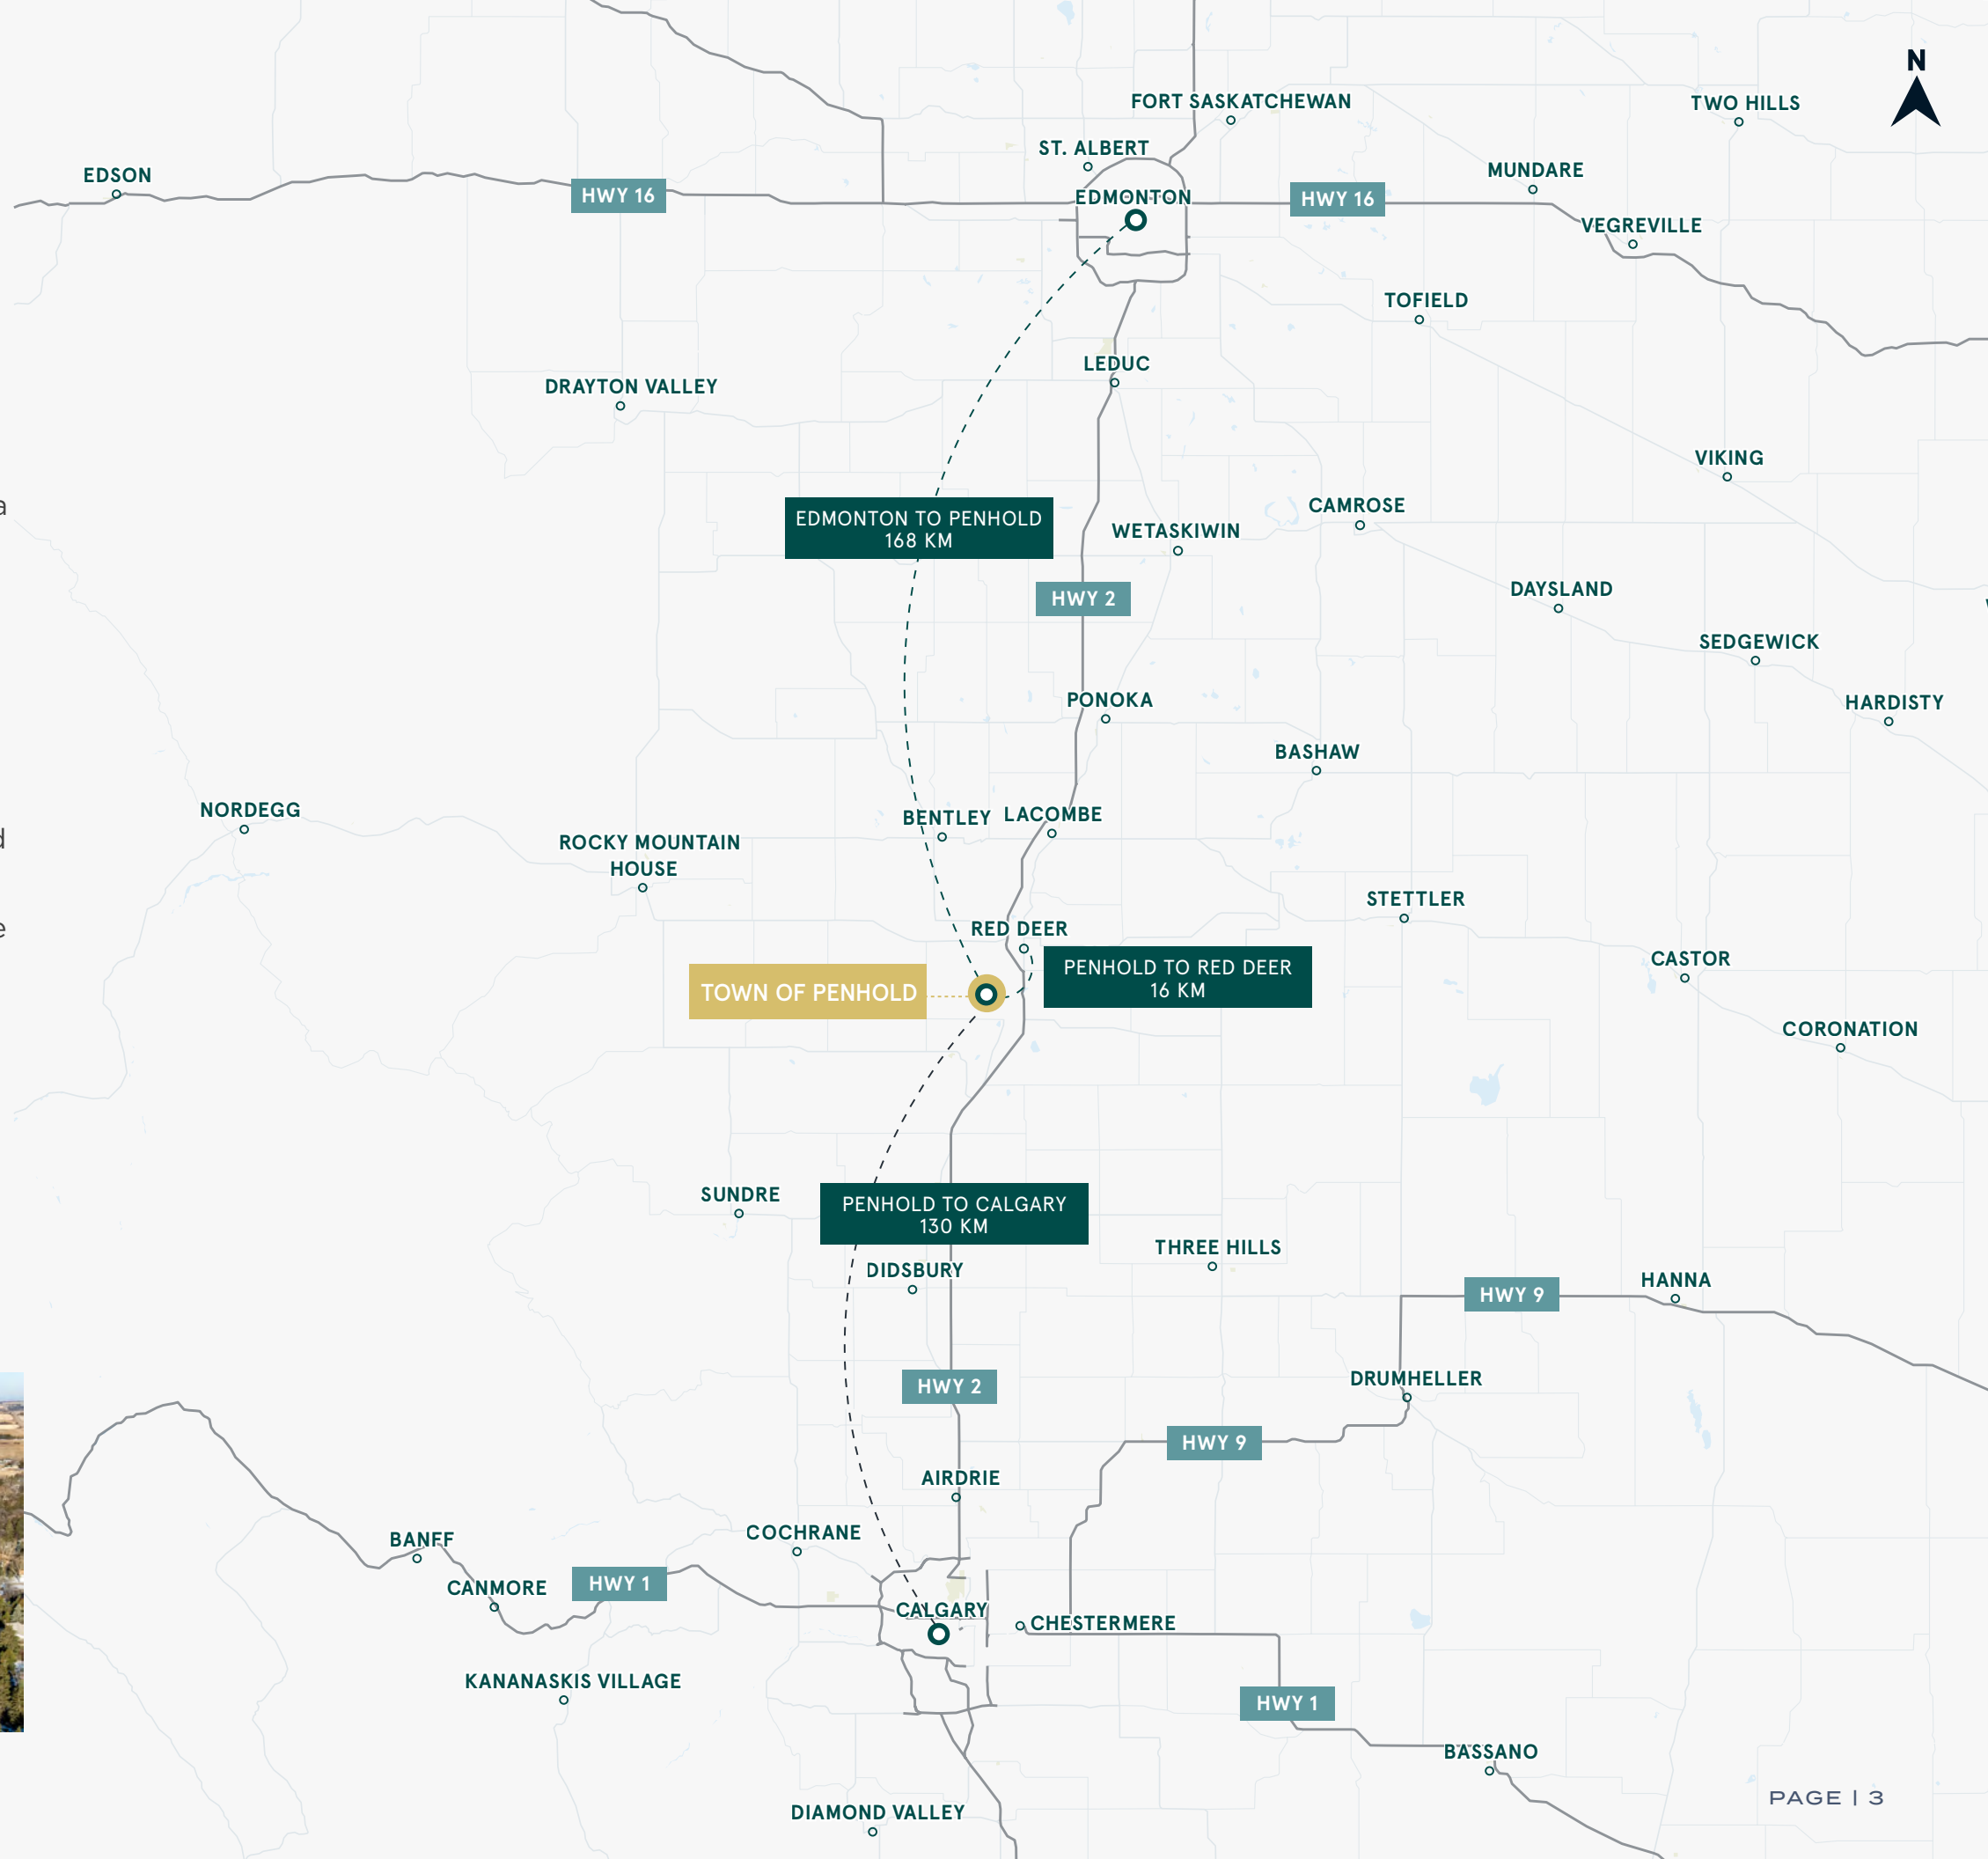 N
FORT SASKATCHEWAN
TWO HILLS
ST. ALBERT
EDSON
MUNDARE
HWY 16
EDMONTON
HWY 16
VEGREVILLE
TOFIELD
LEDUC
DRAYTON VALLEY
VIKING
a
CAMROSE
EDMONTON TO PENHOLD
168 KM
WETASKIWIN
HWY 2
DAYSLAND
SEDGEWICK
PONOKA
HARDISTY
BASHAW
NORDEGG
BENTLEY
LACOMBE
d
ROCKY MOUNTAIN
HOUSE
STETTLER
e
RED DEER
CASTOR
PENHOLD TO RED DEER
16 KM
TOWN OF PENHOLD
CORONATION
SUNDRE
PENHOLD TO CALGARY
130 KM
THREE HILLS
DIDSBURY
HWY 9
HANNA
DRUMHELLER
HWY 2
HWY 9
AIRDRIE
COCHRANE
BANFF
CANMORE
HWY 1
CALGARY
CHESTERMERE
KANANASKIS VILLAGE
HWY 1
BASSANO
PAGE | 3
DIAMOND VALLEY